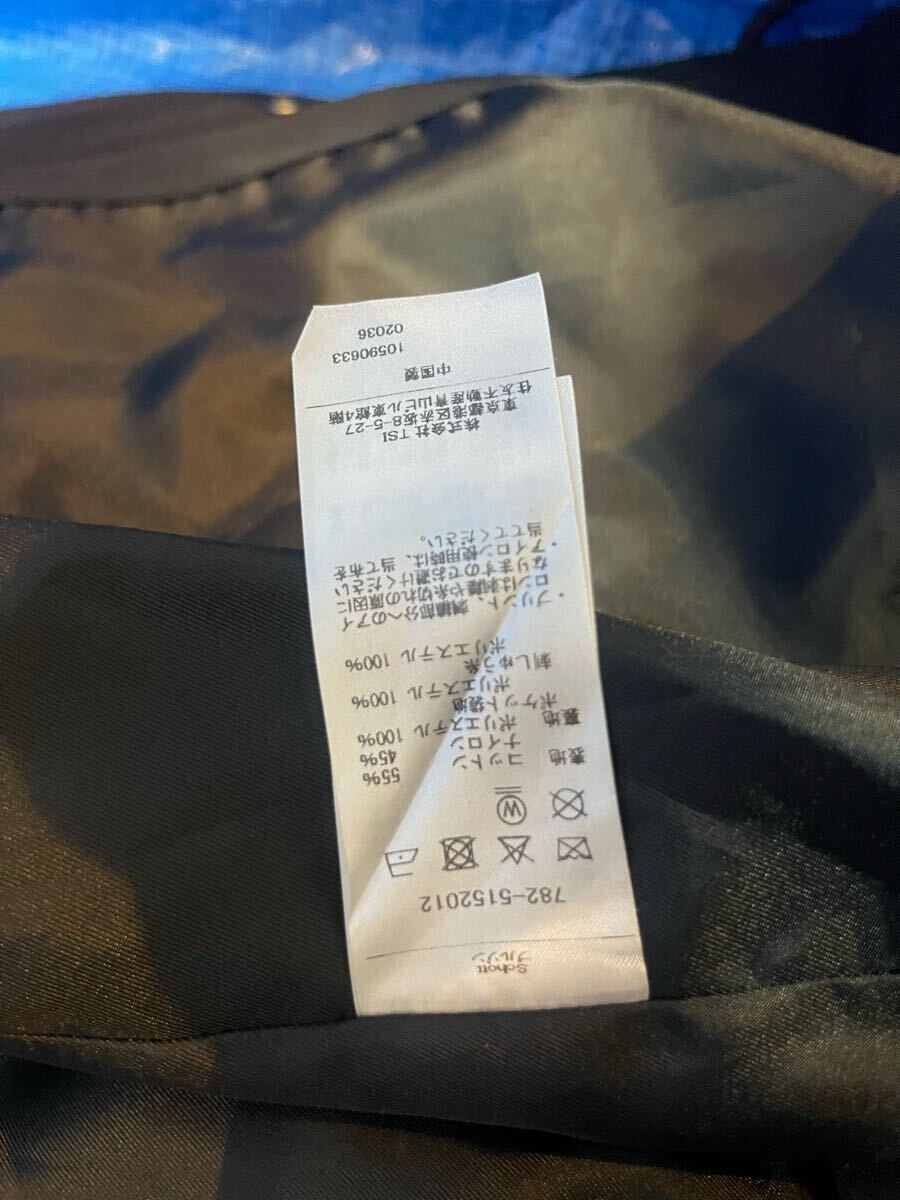 Schott
ブルゾン
782-5152012
W
表地 コットン 55%
ナイロン 45%
裏地 ポリエステル 100%
ポケット袋地
ポリエステル 100%
刺しゅう糸
ポリエステル 100%
・プリント、刺繍部分へのアイ
ロンは剥離や糸切れの原因に
なりますのでお避けください
・アイロン使用時は、当て布を
当ててください。
株式会社 TSI
東京都港区赤坂8-5-27
住友不動産青山ビル東館4階
中国製
10590633
02036